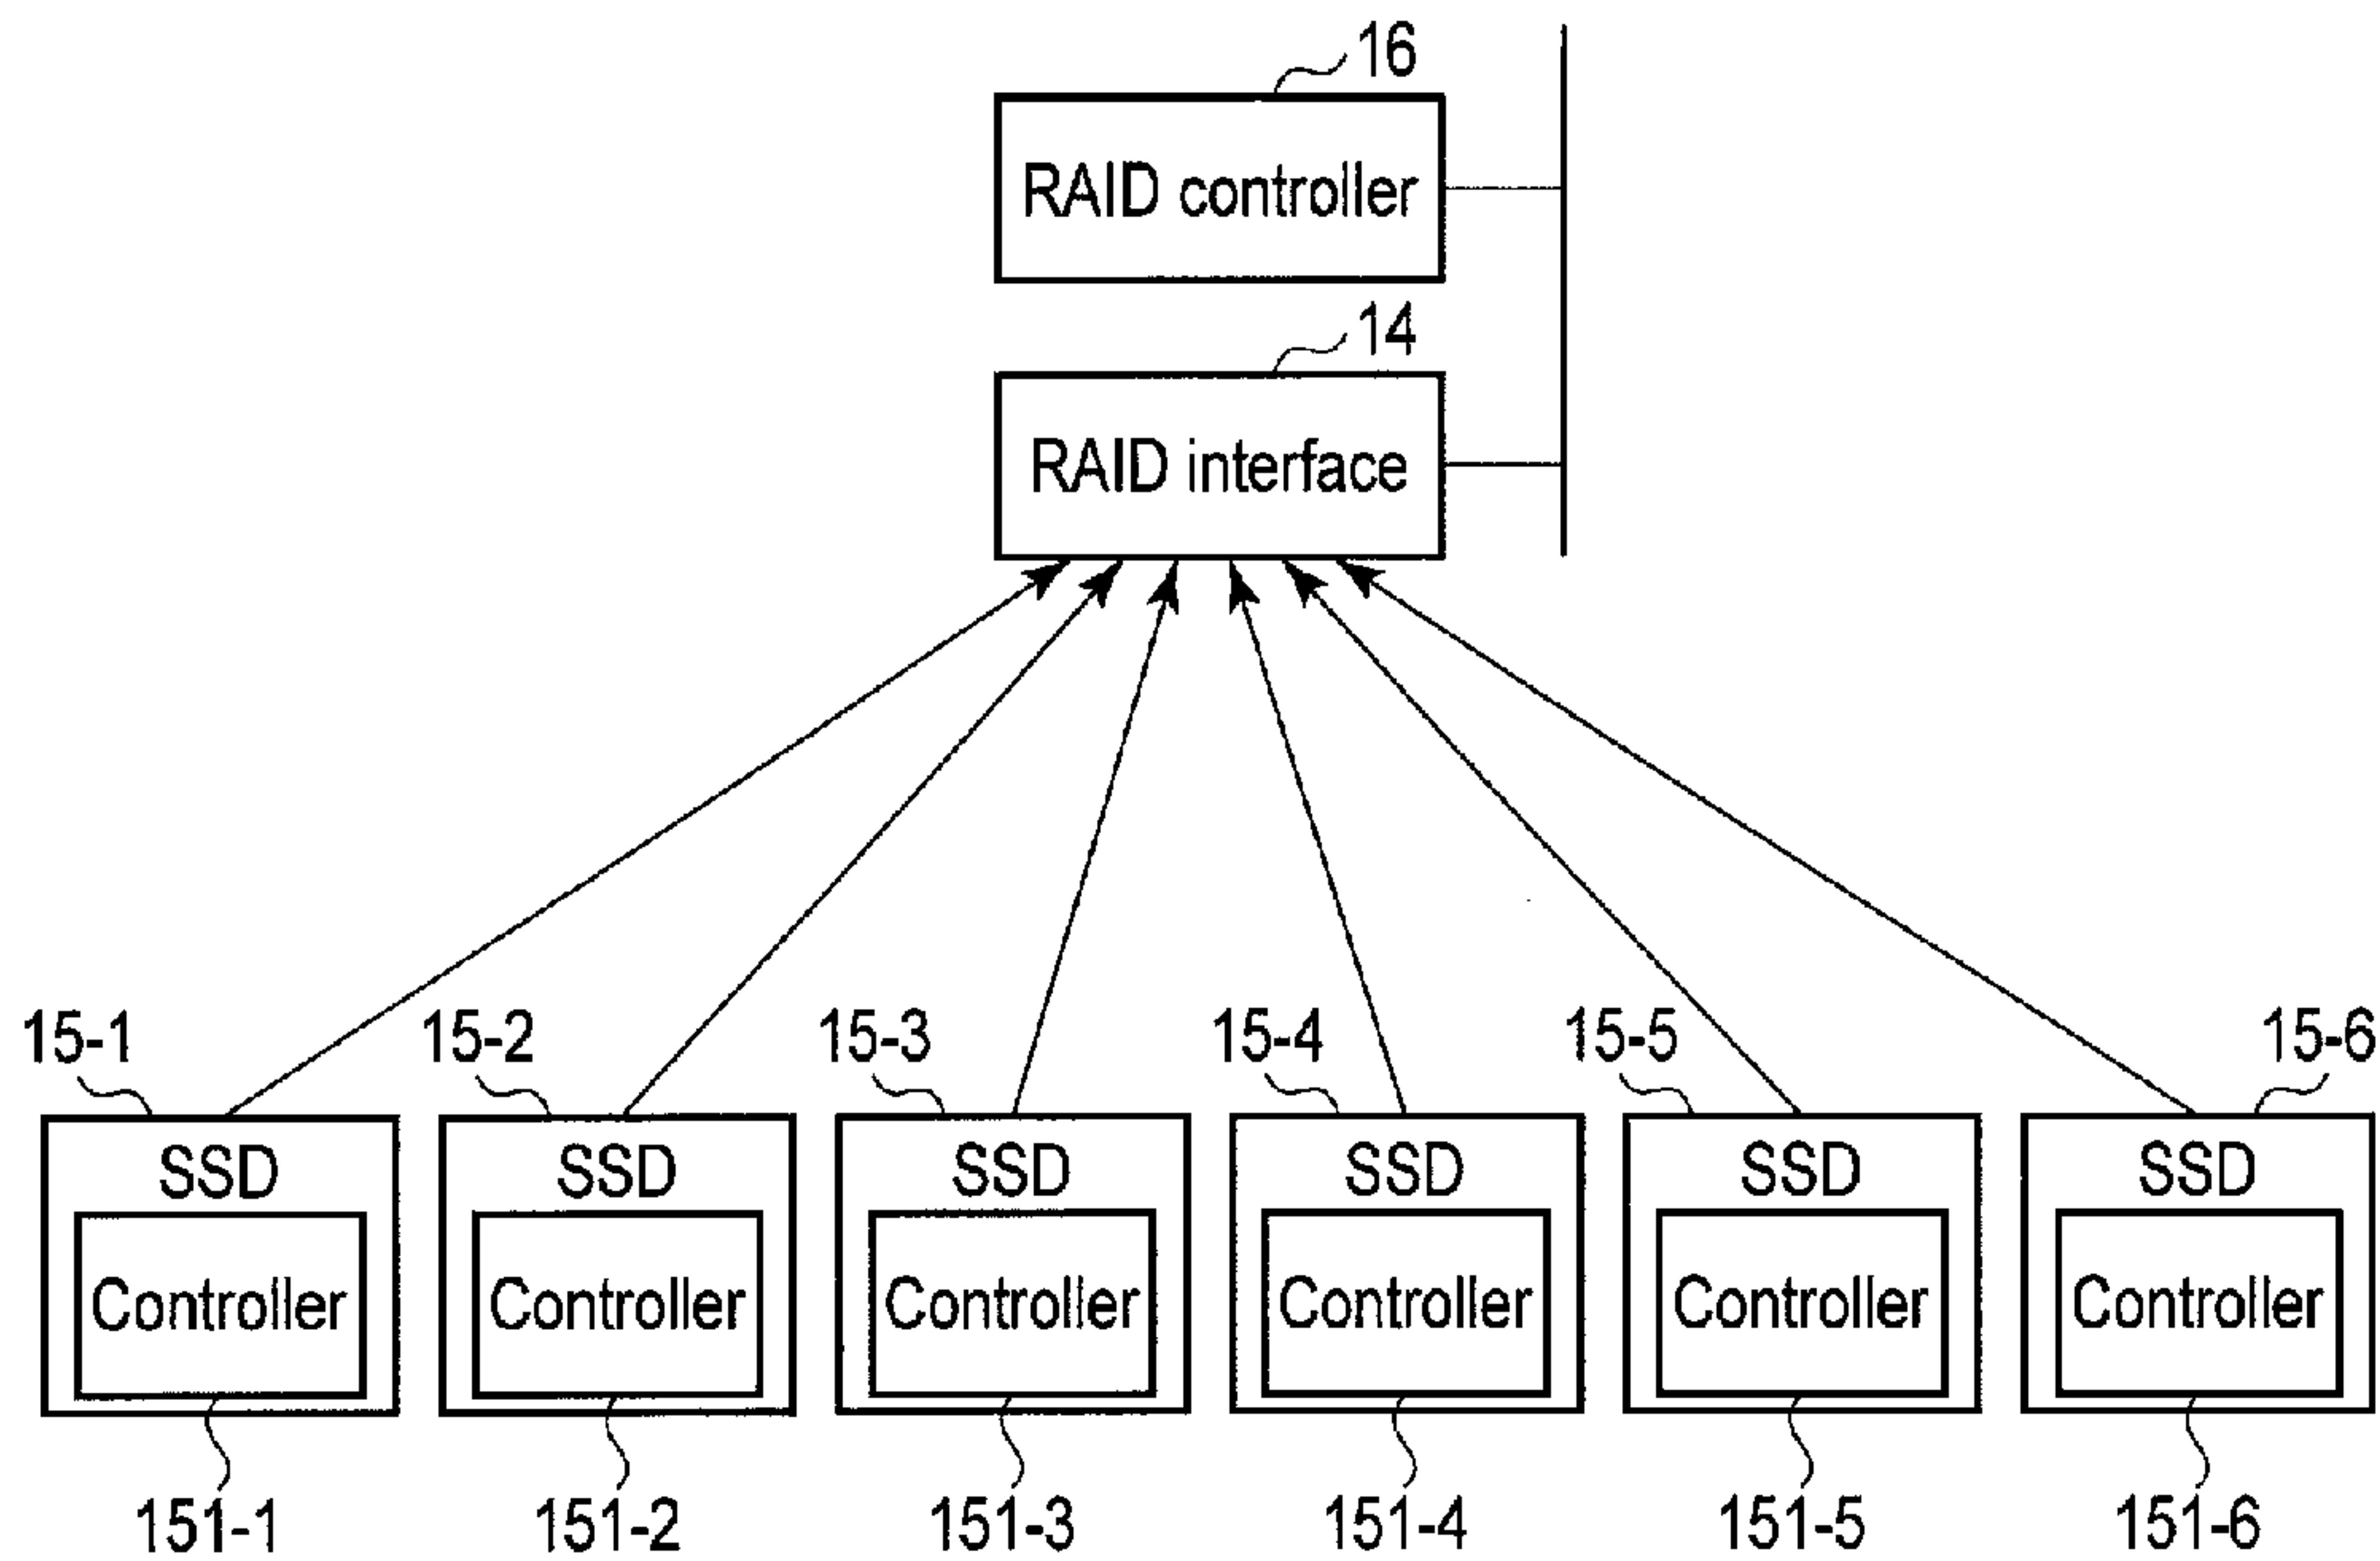 16
RAID controller
14
RAID interface
15-1 15-2 15-3 15-4 15-5 15-6
SSD SSD SSD SSD SSD SSD
Controller Controller Controller Controller Controller Controller
151-1 151-2 151-3 151-4 151-5 151-6